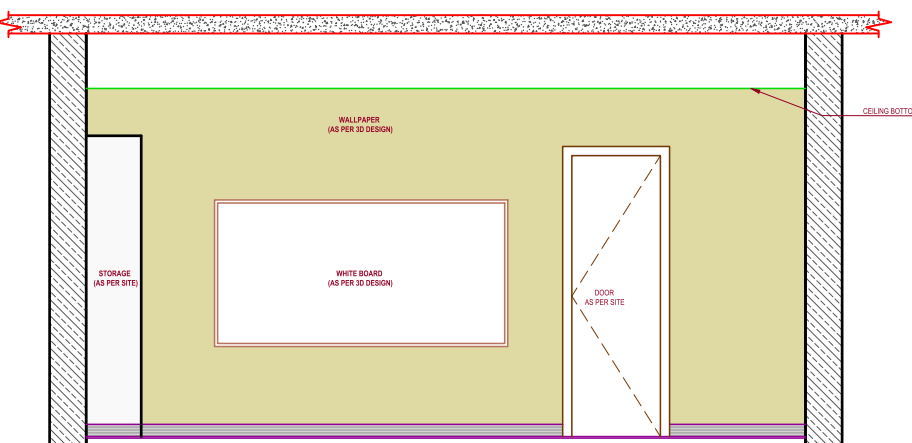 CEILING BOTTO
WALLPAPER
(AS PER 3D DESIGN)
STORAGE
(AS PER SITE)
WHITE BOARD
(AS PER 3D DESIGN)
DOOR
AS PER SITE